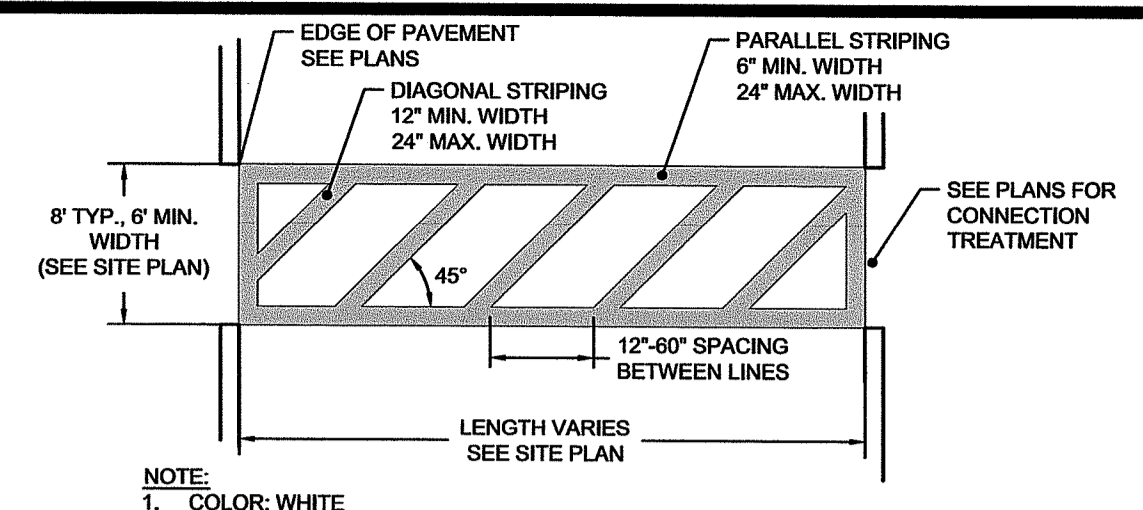 EDGE OF PAVEMENT
SEE PLANS
PARALLEL STRIPING
6" MIN. WIDTH
24" MAX. WIDTH
DIAGONAL STRIPING
12" MIN. WIDTH
24" MAX. WIDTH
8' TYP., 6' MIN.
WIDTH
(SEE SITE PLAN)
SEE PLANS FOR
CONNECTION
TREATMENT
45°
12"-60" SPACING
BETWEEN LINES
LENGTH VARIES
SEE SITE PLAN
NOTE:
1. COLOR: WHITE